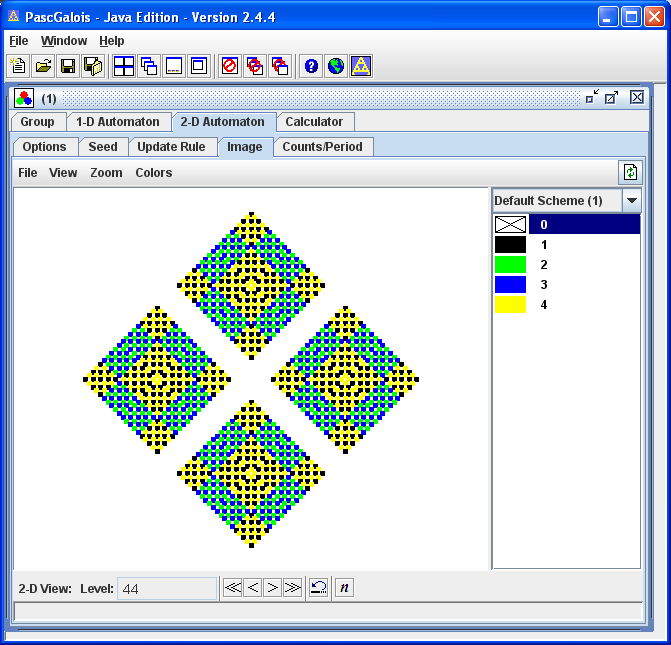 PascGalois - Java Edition - Version 2.4.4
File Window Help
(1)
Group 1-D Automaton 2-D Automaton Calculator
Options Seed Update Rule Image Counts/Period
File View Zoom Colors
Default Scheme (1)
0
1
2
3
4
2-D View: Level: 44 n